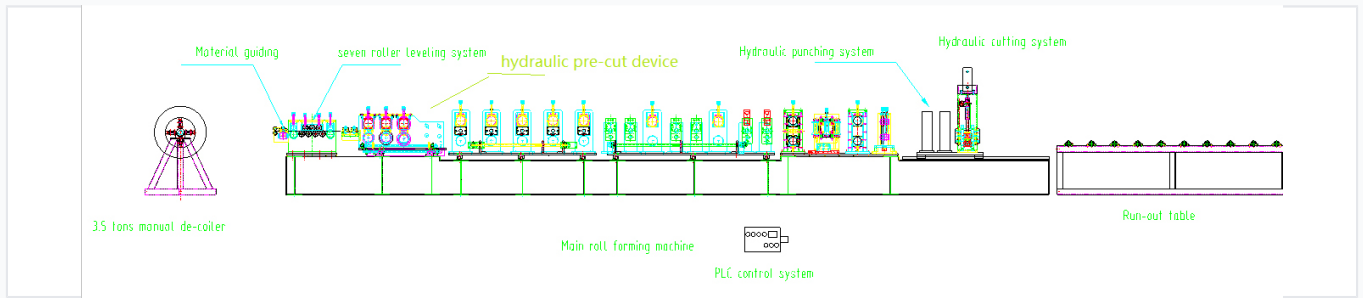 Hydraulic cutting system
Material guiding
seven roller leveling system
Hydraulic punching system
hydraulic pre-cut device
3.5 tons manual de-coiler
Run-out table
Main roll forming machine
PLC control system